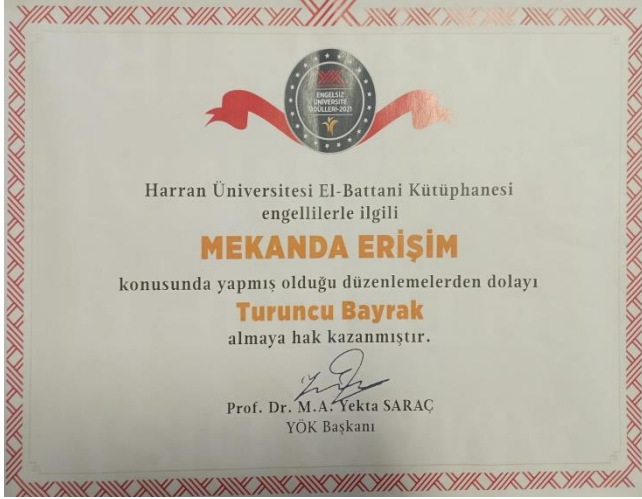 ENGELSİZ
ÜNİVERSİTE
ÖDÜLLERİ-2021
Harran Üniversitesi El-Battani Kütüphanesi
engellilerle ilgili
MEKANDA ERİŞİM
konusunda yapmış olduğu düzenlemelerden dolayı
Turuncu Bayrak
almaya hak kazanmıştır.
Prof. Dr. M.A. Yekta SARAÇ
YÖK Başkanı